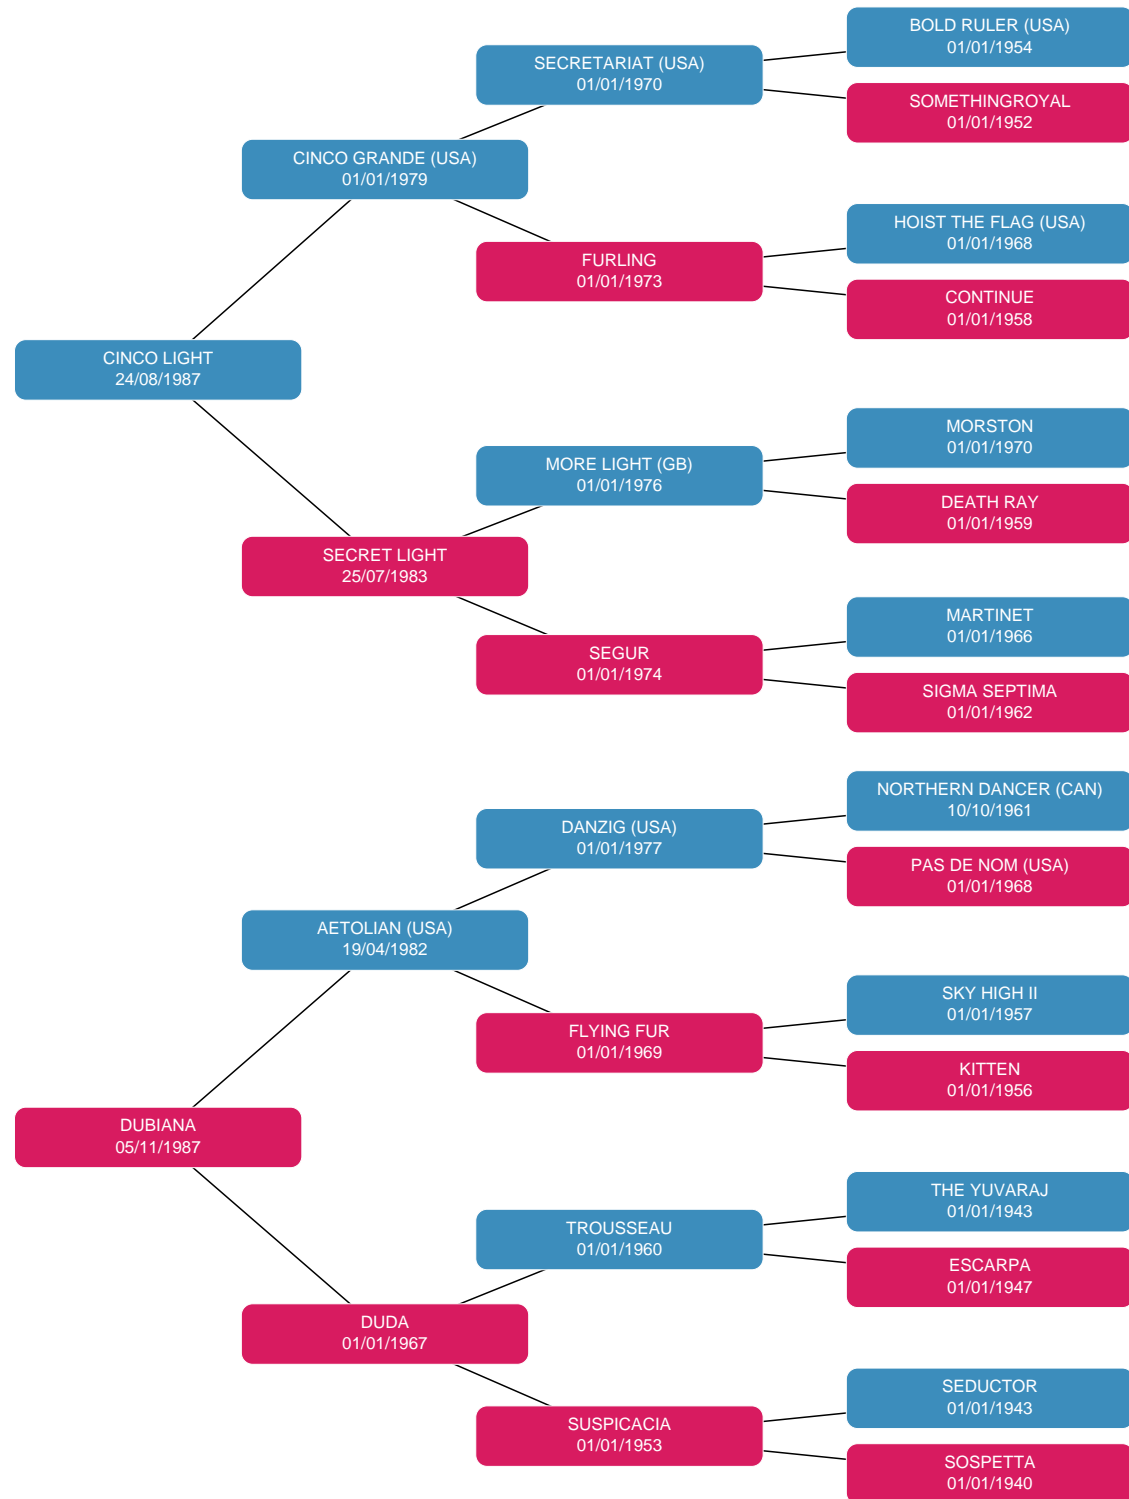 BOLD RULER (USA)
01/01/1954
SECRETARIAT (USA)
01/01/1970
SOMETHINGROYAL
01/01/1952
CINCO GRANDE (USA)
01/01/1979
HOIST THE FLAG (USA)
01/01/1968
FURLING
01/01/1973
CONTINUE
01/01/1958
CINCO LIGHT
24/08/1987
MORSTON
01/01/1970
MORE LIGHT (GB)
01/01/1976
DEATH RAY
01/01/1959
SECRET LIGHT
25/07/1983
MARTINET
01/01/1966
SEGUR
01/01/1974
SIGMA SEPTIMA
01/01/1962
NORTHERN DANCER (CAN)
10/10/1961
DANZIG (USA)
01/01/1977
PAS DE NOM (USA)
01/01/1968
AETOLIAN (USA)
19/04/1982
SKY HIGH II
01/01/1957
FLYING FUR
01/01/1969
KITTEN
01/01/1956
DUBIANA
05/11/1987
THE YUVARAJ
01/01/1943
TROUSSEAU
01/01/1960
ESCARPA
01/01/1947
DUDA
01/01/1967
SEDUCTOR
01/01/1943
SUSPICACIA
01/01/1953
SOSPETTA
01/01/1940